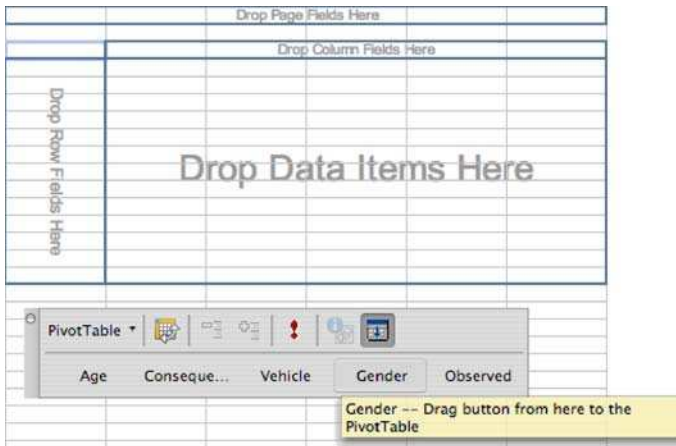 Drop Page Fields Here
Drop Column Fields Here
Drop Row Fields Here
Drop Data Items Here
PivotTable
Age Conseque... Vehicle Gender Observed
Gender -- Drag button from here to the
PivotTable